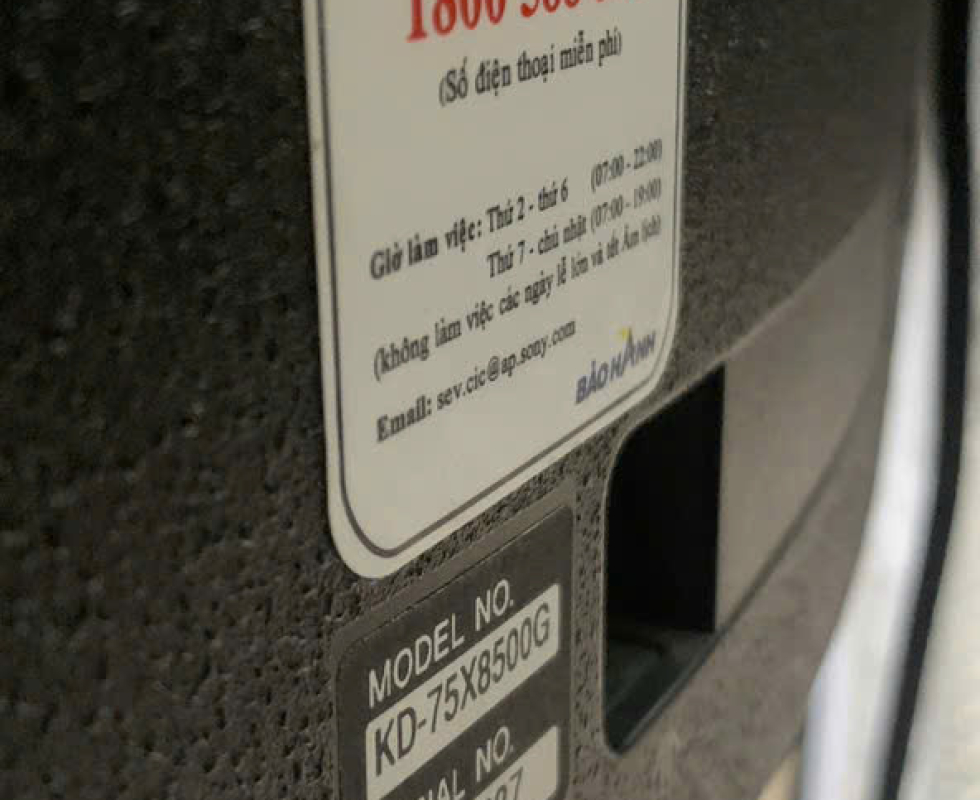 1800
(Số điện thoại miễn phí)
Giờ làm việc: Thứ 2 - thứ 6 (07:00 - 22:00)
Thứ 7 - chủ nhật (07:00 - 19:00)
(không làm việc các ngày lễ lớn và tết Âm lịch)
Email: sev.cic@ap.sony.com
BẢO HÀNH
MODEL NO.
KD-75X8500G
NO.